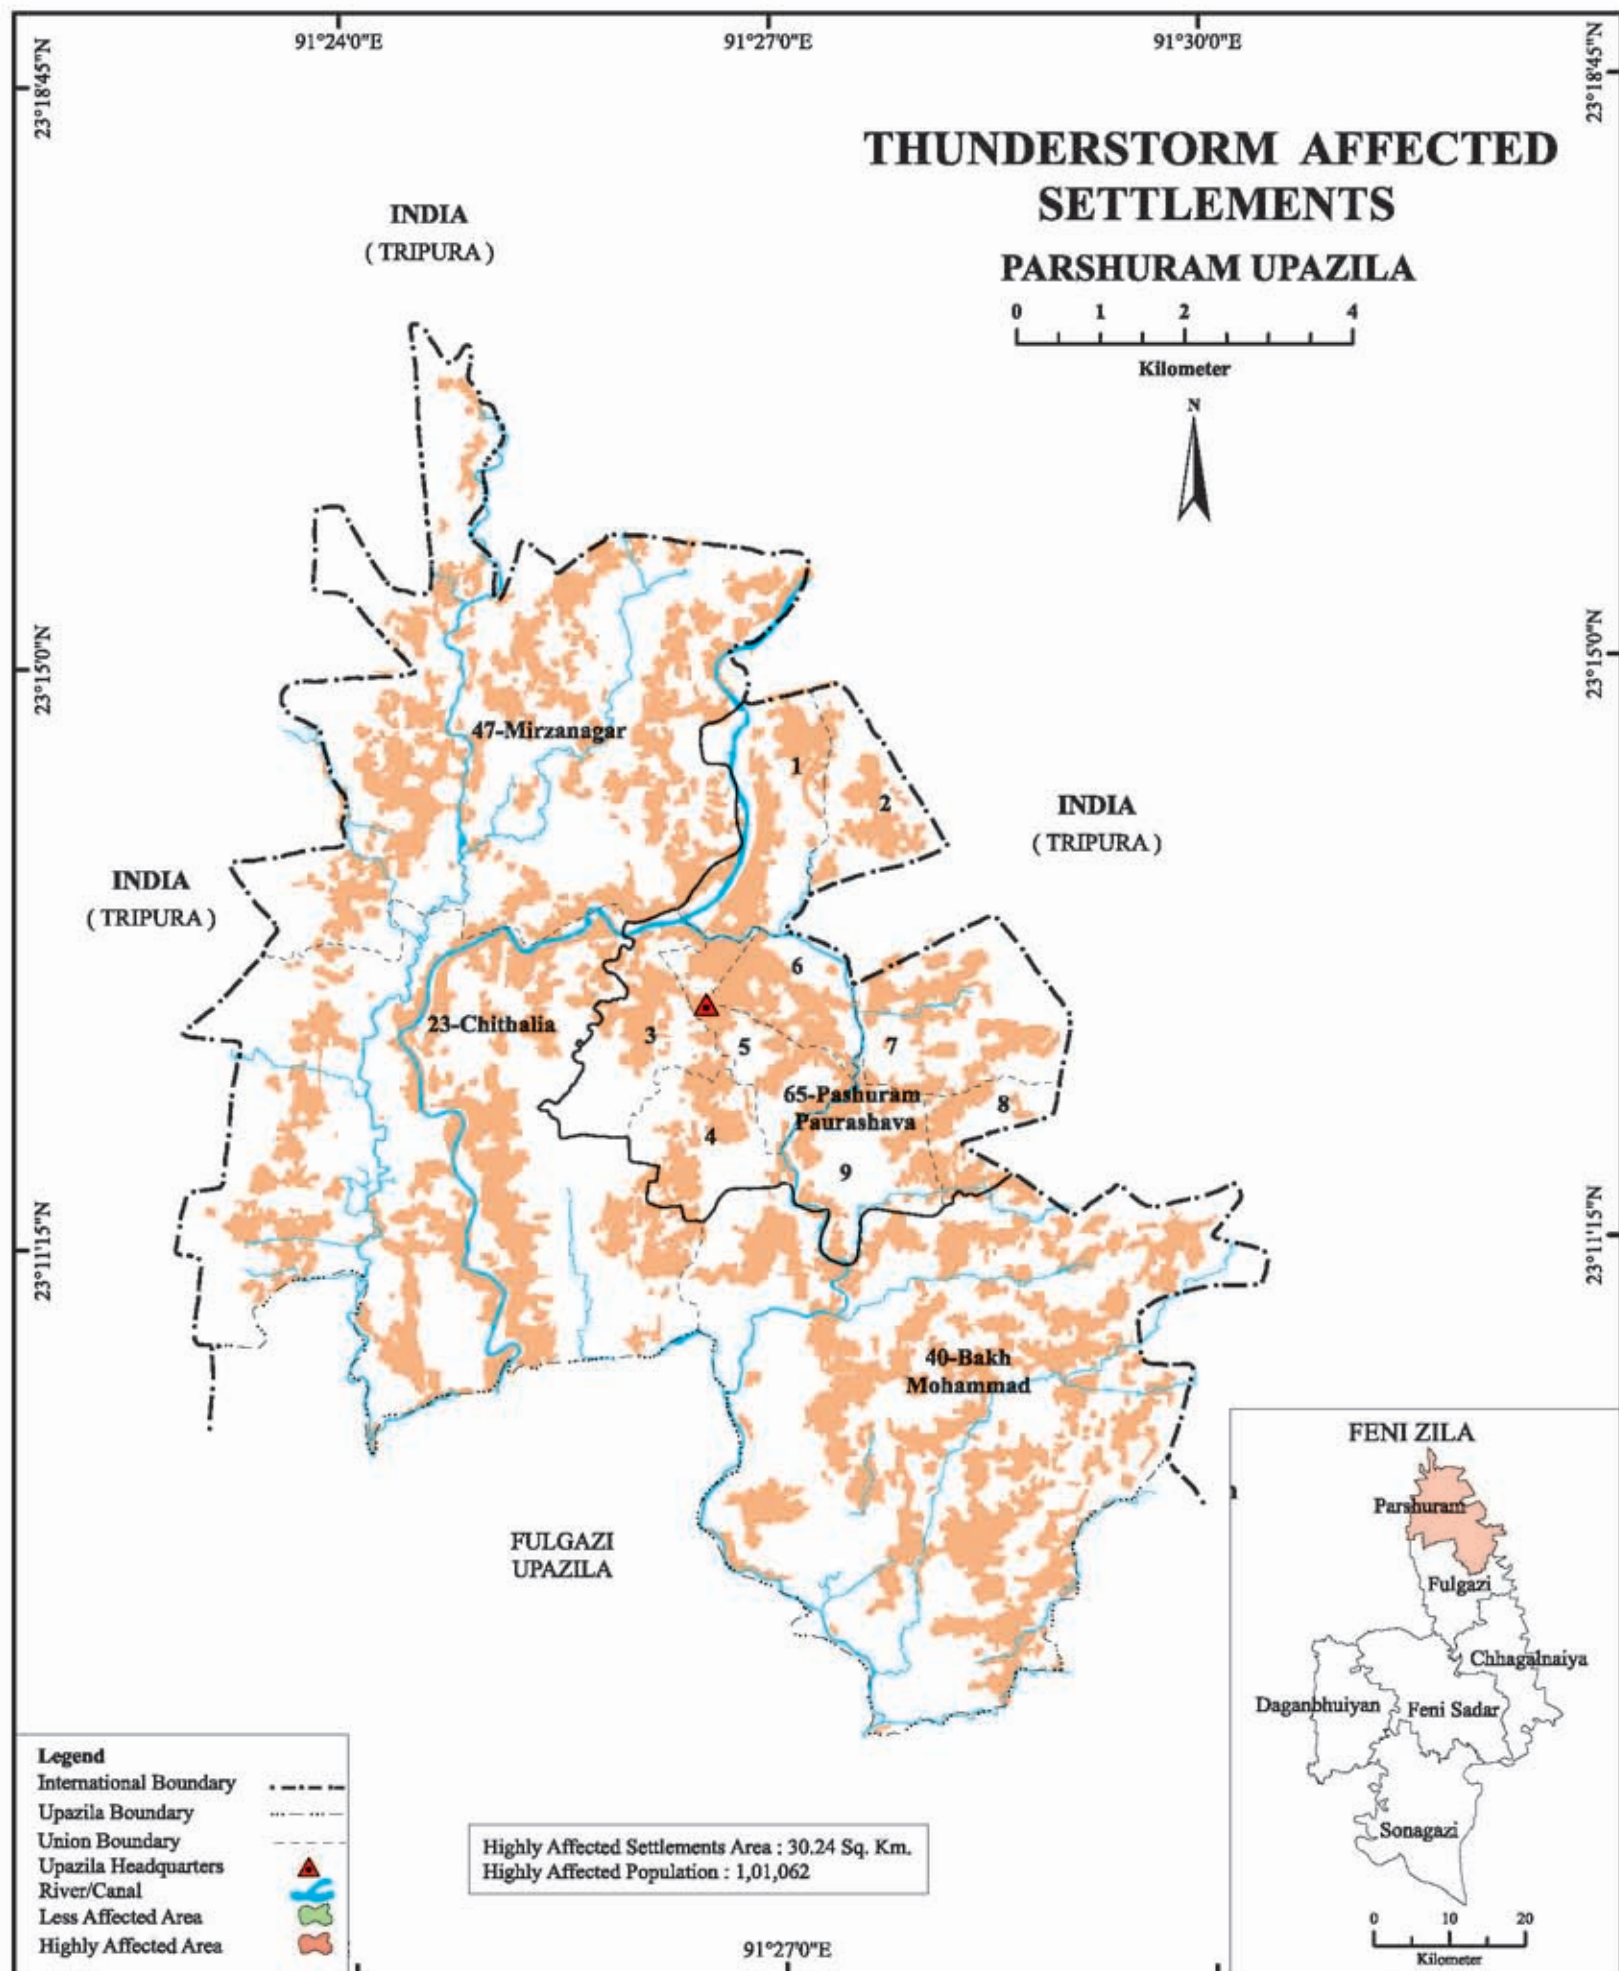 91°24'0"E
91°27'0"E
91°30'0"E
23°18'45"N
23°18'45"N
THUNDERSTORM AFFECTED
SETTLEMENTS
PARSHURAM UPAZILA
0 1 2 4
Kilometer
N
INDIA
( TRIPURA )
23°15'0"N
23°15'0"N
47-Mirzanagar
1
2
INDIA
( TRIPURA )
INDIA
( TRIPURA )
6
23-Chithalia
3
5
7
65-Pashuram
Paurashava
8
4
9
23°11'15"N
23°11'15"N
40-Bakh
Mohammad
FULGAZI
UPAZILA
FENI ZILA
Parshuram
Fulgazi
Chhagalnaiya
Daganbhuiyan
Feni Sadar
Sonagazi
0 10 20
Kilometer
Legend
International Boundary
Upazila Boundary
Union Boundary
Upazila Headquarters
River/Canal
Less Affected Area
Highly Affected Area
Highly Affected Settlements Area : 30.24 Sq. Km.
Highly Affected Population : 1,01,062
91°27'0"E